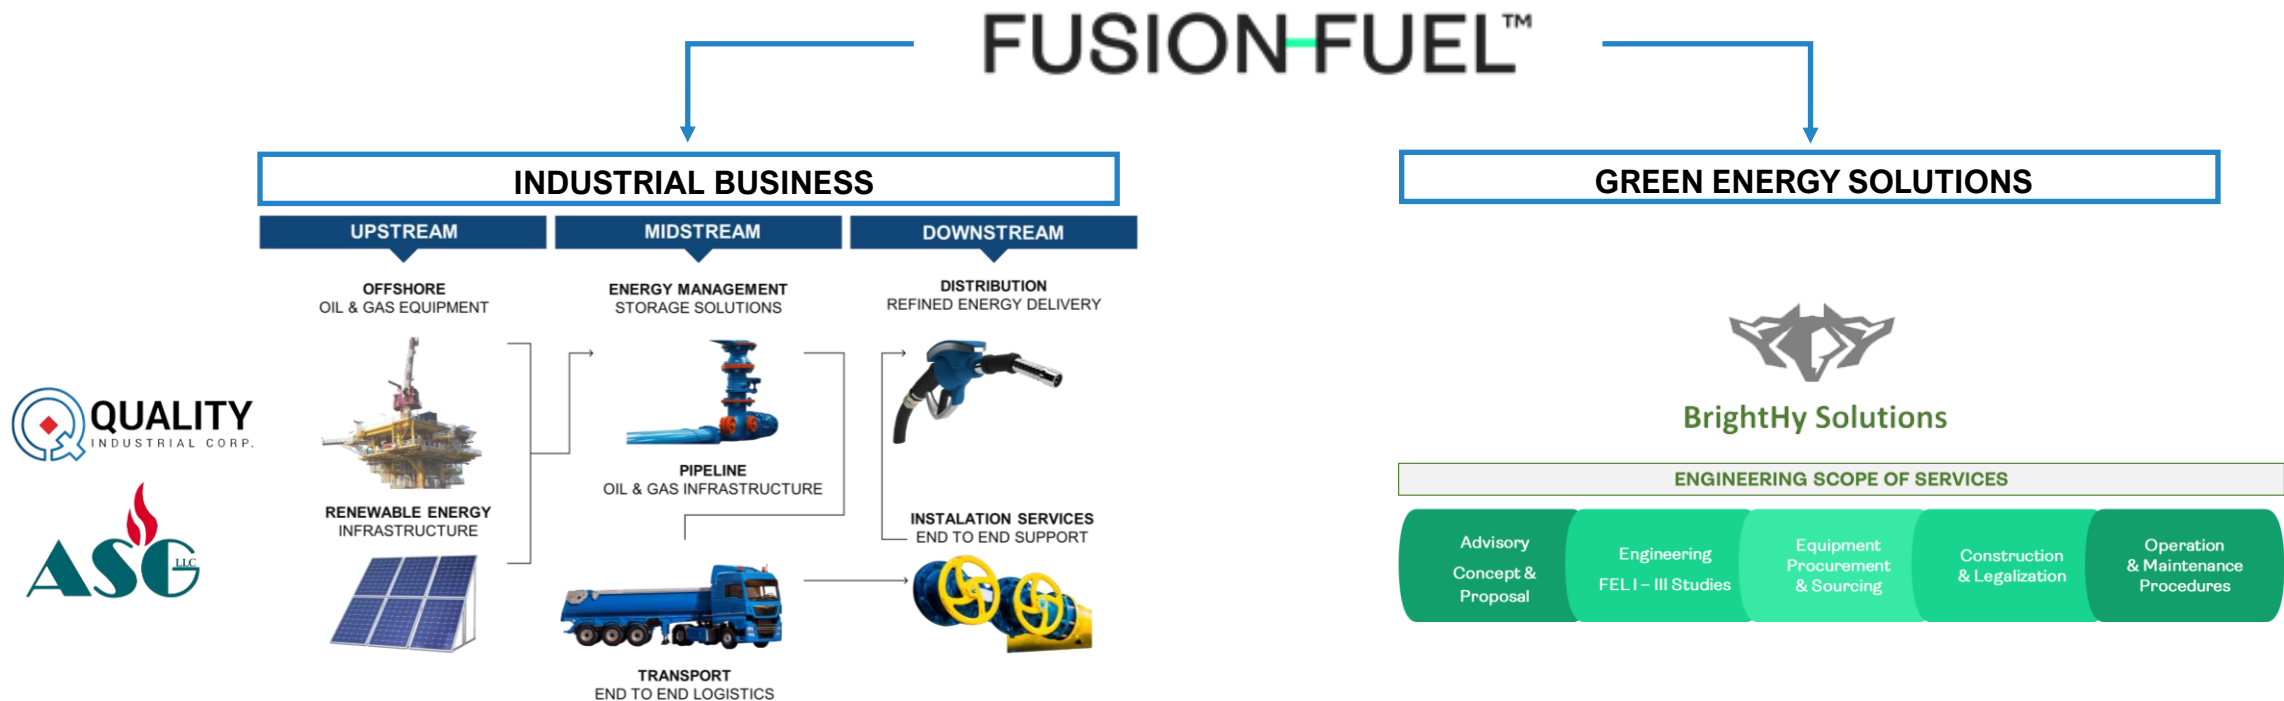 FUSION-FUEL™
INDUSTRIAL BUSINESS
UPSTREAM
MIDSTREAM
DOWNSTREAM
OFFSHORE
OIL & GAS EQUIPMENT
ENERGY MANAGEMENT
STORAGE SOLUTIONS
DISTRIBUTION
REFINED ENERGY DELIVERY
QUALITY
INDUSTRIAL CORP.
ASG
LLC
PIPELINE
OIL & GAS INFRASTRUCTURE
RENEWABLE ENERGY
INFRASTRUCTURE
INSTALATION SERVICES
END TO END SUPPORT
TRANSPORT
END TO END LOGISTICS
GREEN ENERGY SOLUTIONS
BrightHy Solutions
ENGINEERING SCOPE OF SERVICES
Advisory
Concept &
Proposal
Engineering
FEL I – III Studies
Equipment
Procurement
& Sourcing
Construction
& Legalization
Operation
& Maintenance
Procedures